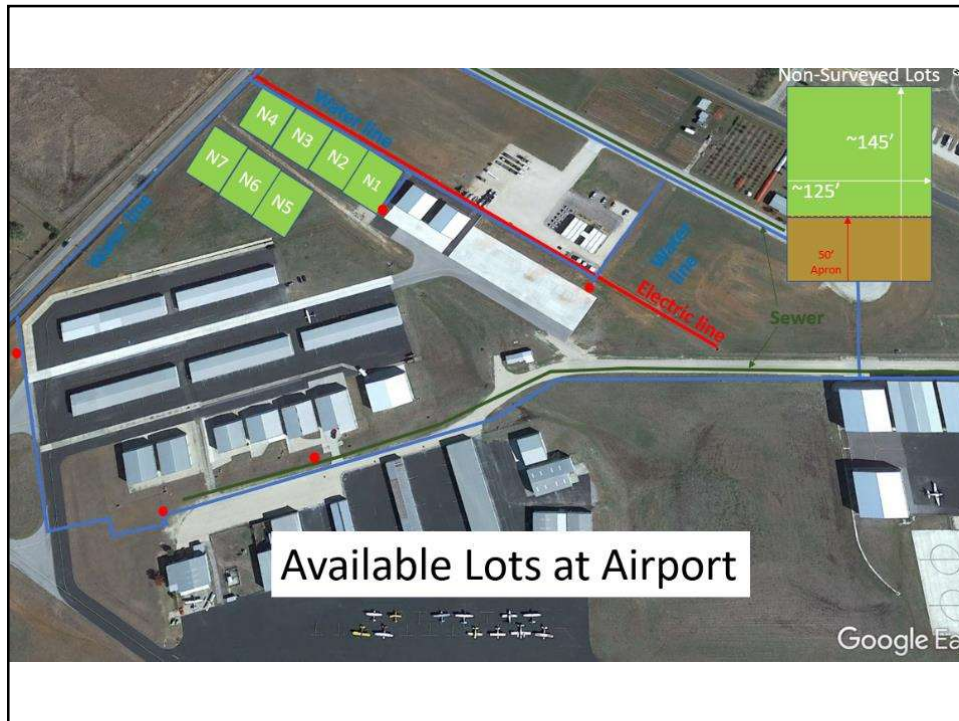 Non-Surveyed Lots
~145'
~125'
50'
Apron
Water line
N4
N3
N2
N1
N7
N6
N5
Water line
Water
line
Electric line
Sewer
Available Lots at Airport
Google Ea